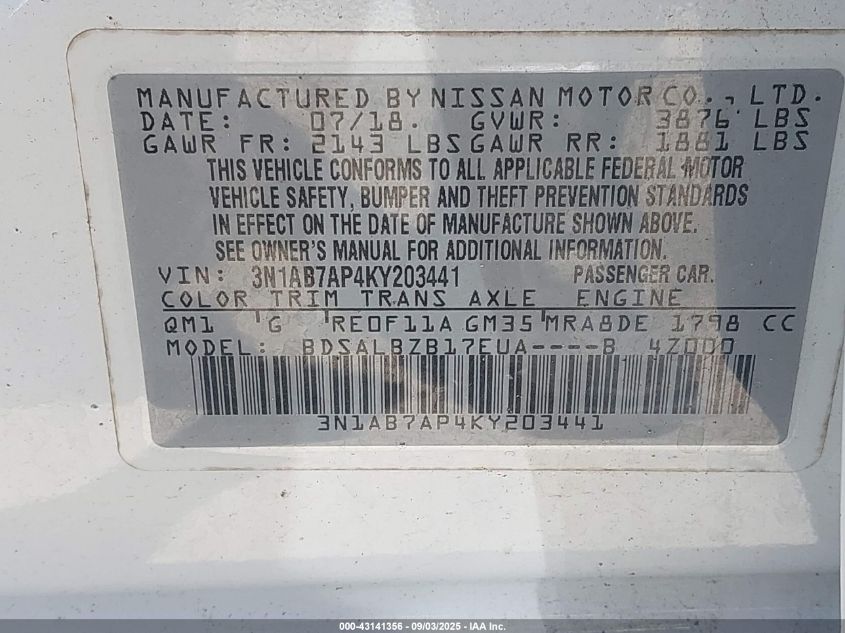 MANUFACTURED BY NISSAN MOTOR CO., LTD.
DATE: 07/18. GVWR: 3876 LBS
GAWR FR: 2143 LBS GAWR RR: 1881 LBS
THIS VEHICLE CONFORMS TO ALL APPLICABLE FEDERAL MOTOR
VEHICLE SAFETY, BUMPER AND THEFT PREVENTION STANDARDS
IN EFFECT ON THE DATE OF MANUFACTURE SHOWN ABOVE.
SEE OWNER'S MANUAL FOR ADDITIONAL INFORMATION.
VIN: 3N1AB7AP4KY203441 PASSENGER CAR.
COLOR TRIM TRANS AXLE ENGINE
QM1 G RE0F11A GM35 MRA8DE 1798 CC
MODEL: BDSALBZB17EUA----B 4Z000
3N1AB7AP4KY203441
000-43141356 - 09/03/2025 - IAA Inc.